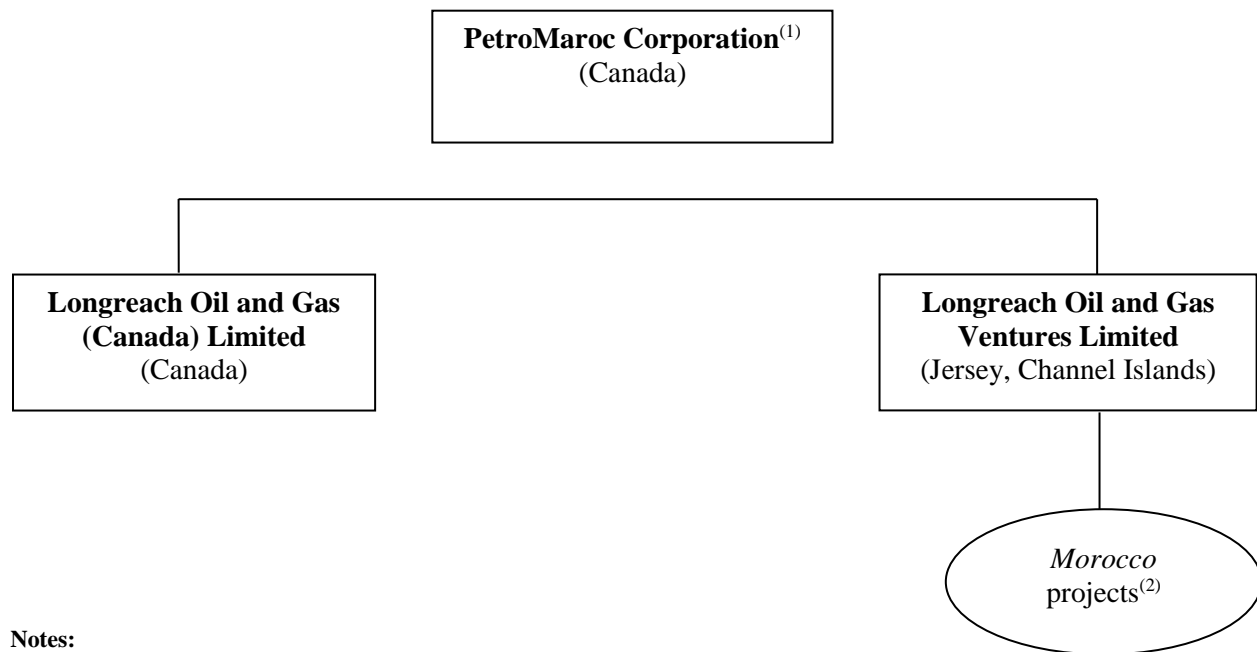 PetroMaroc Corporation(1)
(Canada)
Longreach Oil and Gas
(Canada) Limited
(Canada)
Longreach Oil and Gas
Ventures Limited
(Jersey, Channel Islands)
Morocco
projects(2)
Notes: